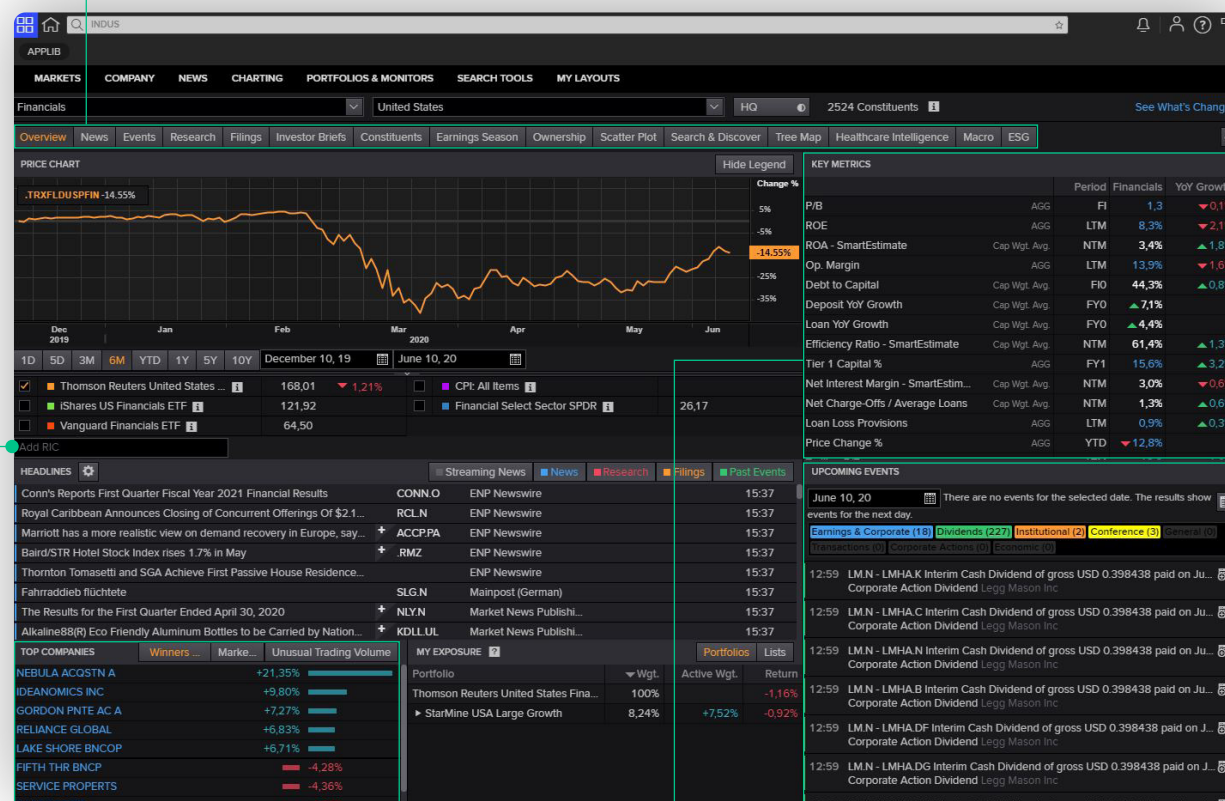 INDUS
APPLIB
MARKETS COMPANY NEWS CHARTING PORTFOLIOS & MONITORS SEARCH TOOLS MY LAYOUTS
Financials United States HQ 2524 Constituents See What's Chang
Overview News Events Research Filings Investor Briefs Constituents Earnings Season Ownership Scatter Plot Search & Discover Tree Map Healthcare Intelligence Macro ESG
PRICE CHART Hide Legend
Change %
.TRXFLDUSPFIN -14.55%
5%
-5%
-14.55%
-25%
-35%
Dec Jan Feb Mar Apr May Jun
2019 2020
1D 5D 3M 6M YTD 1Y 5Y 10Y December 10, 19 June 10, 20
Thomson Reuters United States ... 168,01 1,21% CPI: All Items
iShares US Financials ETF 121,92 Financial Select Sector SPDR 26,17
Vanguard Financials ETF 64,50
Add RIC
KEY METRICS
Period Financials YoY Growt
P/B AGG FI 1,3 0,1
ROE AGG LTM 8,3% 2,1
ROA - SmartEstimate Cap Wgt. Avg. NTM 3,4% 1,8
Op. Margin AGG LTM 13,9% 1,6
Debt to Capital Cap Wgt. Avg. FI0 44,3% 0,8
Deposit YoY Growth Cap Wgt. Avg. FY0 7,1%
Loan YoY Growth Cap Wgt. Avg. FY0 4,4%
Efficiency Ratio - SmartEstimate Cap Wgt. Avg. NTM 61,4% 1,3
Tier 1 Capital % AGG FY1 15,6% 3,2
Net Interest Margin - SmartEstim... Cap Wgt. Avg. NTM 3,0% 0,6
Net Charge-Offs / Average Loans Cap Wgt. Avg. NTM 1,3% 0,6
Loan Loss Provisions AGG LTM 0,9% 0,3
Price Change % AGG YTD 12,8%
HEADLINES Streaming News News Research Filings Past Events
Conn's Reports First Quarter Fiscal Year 2021 Financial Results CONN.O ENP Newswire 15:37
Royal Caribbean Announces Closing of Concurrent Offerings Of $2.1... RCL.N ENP Newswire 15:37
Marriott has a more realistic view on demand recovery in Europe, say... + ACCP.PA ENP Newswire 15:37
Baird/STR Hotel Stock Index rises 1.7% in May + .RMZ ENP Newswire 15:37
Thornton Tomasetti and SGA Achieve First Passive House Residence... ENP Newswire 15:37
Fahrraddieb flüchtete SLG.N Mainpost (German) 15:37
The Results for the First Quarter Ended April 30, 2020 + NLY.N Market News Publishi... 15:37
Alkaline88(R) Eco Friendly Aluminum Bottles to be Carried by Nation... + KDLL.UL Market News Publishi... 15:37
UPCOMING EVENTS
June 10, 20 There are no events for the selected date. The results show
events for the next day.
Earnings & Corporate (18) Dividends (227) Institutional (2) Conference (3) General (0)
Transactions (0) Corporate Actions (0) Economic (0)
12:59 LM.N - LMHA.K Interim Cash Dividend of gross USD 0.398438 paid on Ju...
Corporate Action Dividend Legg Mason Inc
12:59 LM.N - LMHA.C Interim Cash Dividend of gross USD 0.398438 paid on Ju...
Corporate Action Dividend Legg Mason Inc
12:59 LM.N - LMHA.N Interim Cash Dividend of gross USD 0.398438 paid on Ju...
Corporate Action Dividend Legg Mason Inc
12:59 LM.N - LMHA.B Interim Cash Dividend of gross USD 0.398438 paid on Ju...
Corporate Action Dividend Legg Mason Inc
12:59 LM.N - LMHA.DF Interim Cash Dividend of gross USD 0.398438 paid on J...
Corporate Action Dividend Legg Mason Inc
12:59 LM.N - LMHA.DG Interim Cash Dividend of gross USD 0.398438 paid on J...
Corporate Action Dividend Legg Mason Inc
TOP COMPANIES Winners ... Marke... Unusual Trading Volume
NEBULA ACQSTN A +21,35%
IDEANOMICS INC +9,80%
GORDON PNTE AC A +7,27%
RELIANCE GLOBAL +6,83%
LAKE SHORE BNCOP +6,71%
FIFTH THR BNCP -4,28%
SERVICE PROPERTS -4,36%
MY EXPOSURE ? Portfolios Lists
Portfolio Wgt. Active Wgt. Return
Thomson Reuters United States Fina... 100% -1,16%
StarMine USA Large Growth 8,24% +7,52% -0,92%